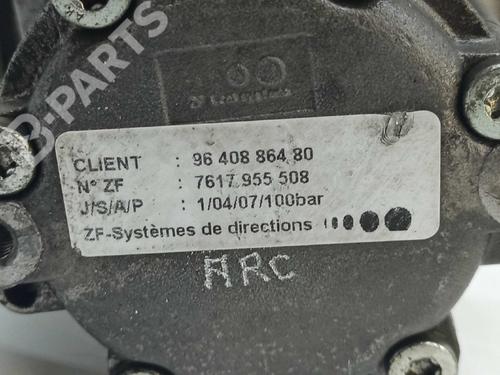 B-PARTS
CLIENT : 96 408 864 80
N° ZF : 7617 955 508
J/S/A/P : 1/04/07/100bar
ZF-Systèmes de directions
ARC